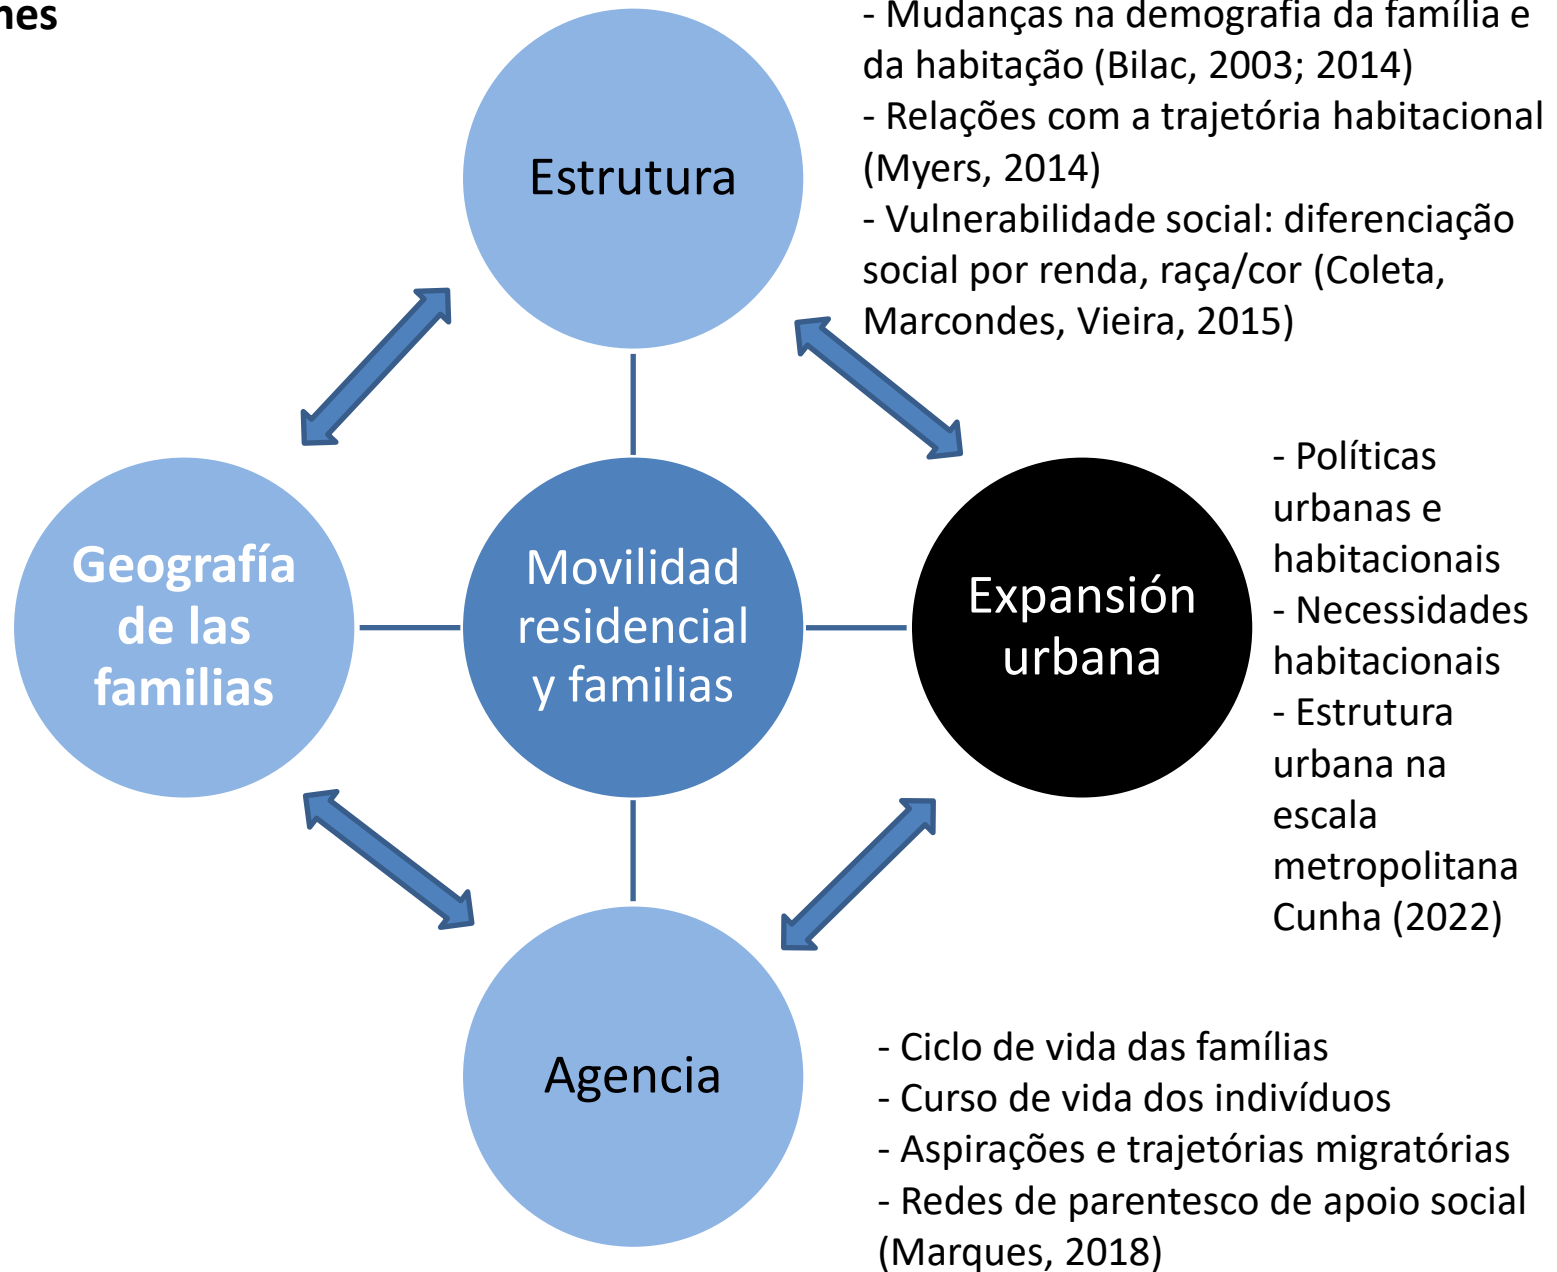 nes
- Mudanças na demografia da família e
da habitação (Bilac, 2003; 2014)
- Relações com a trajetória habitacional
(Myers, 2014)
- Vulnerabilidade social: diferenciação
social por renda, raça/cor (Coleta,
Marcondes, Vieira, 2015)
Estrutura
Geografía
de las
familias
Movilidad
residencial
y familias
Expansión
urbana
- Políticas
urbanas e
habitacionais
- Necessidades
habitacionais
- Estrutura
urbana na
escala
metropolitana
Cunha (2022)
Agencia
- Ciclo de vida das famílias
- Curso de vida dos indivíduos
- Aspirações e trajetórias migratórias
- Redes de parentesco de apoio social
(Marques, 2018)